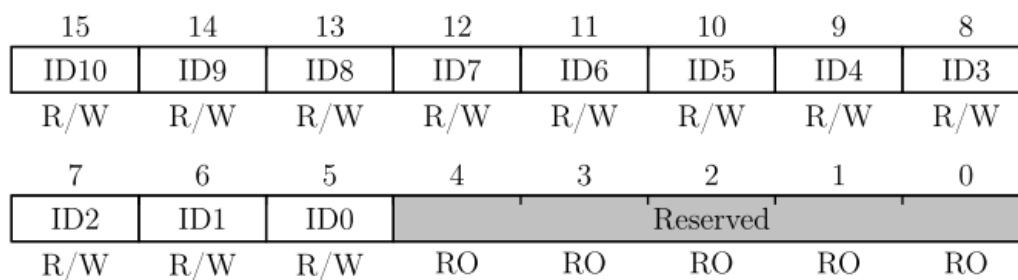 15 14 13 12 11 10 9 8
ID10 ID9 ID8 ID7 ID6 ID5 ID4 ID3
R/W R/W R/W R/W R/W R/W R/W R/W
7 6 5 4 3 2 1 0
ID2 ID1 ID0 Reserved
R/W R/W R/W RO RO RO RO RO